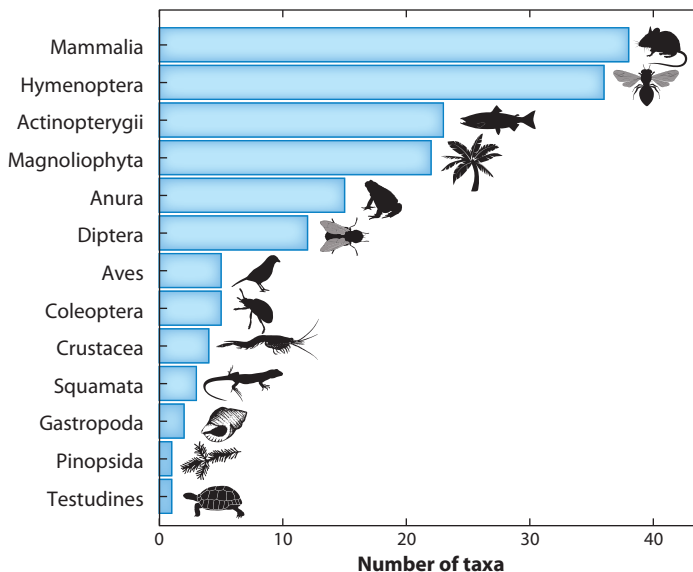 Mammalia
Hymenoptera
Actinopterygii
Magnoliophyta
Anura
Diptera
Aves
Coleoptera
Crustacea
Squamata
Gastropoda
Pinopsida
Testudines
0 10 20 30 40
Number of taxa